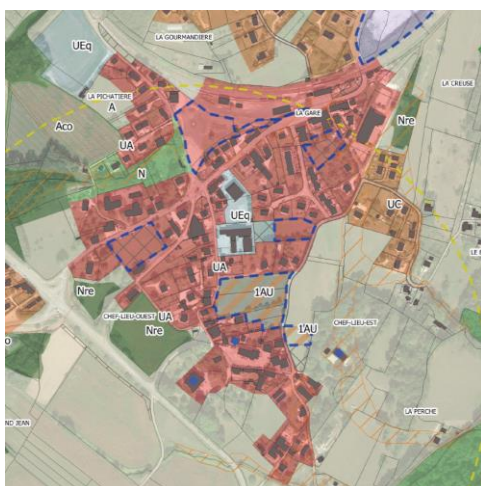 LA GOURMANDIERE
UEq
LA CREUSE
LA PICHATIERE
A
LA GARE
Aco
Nre
UA
N
UC
UEq
UA
Nre
1AU
CHEF-LIEU-OUEST
UA
Nre
1AU
CHEF-LIEU-EST
LA PERCHE